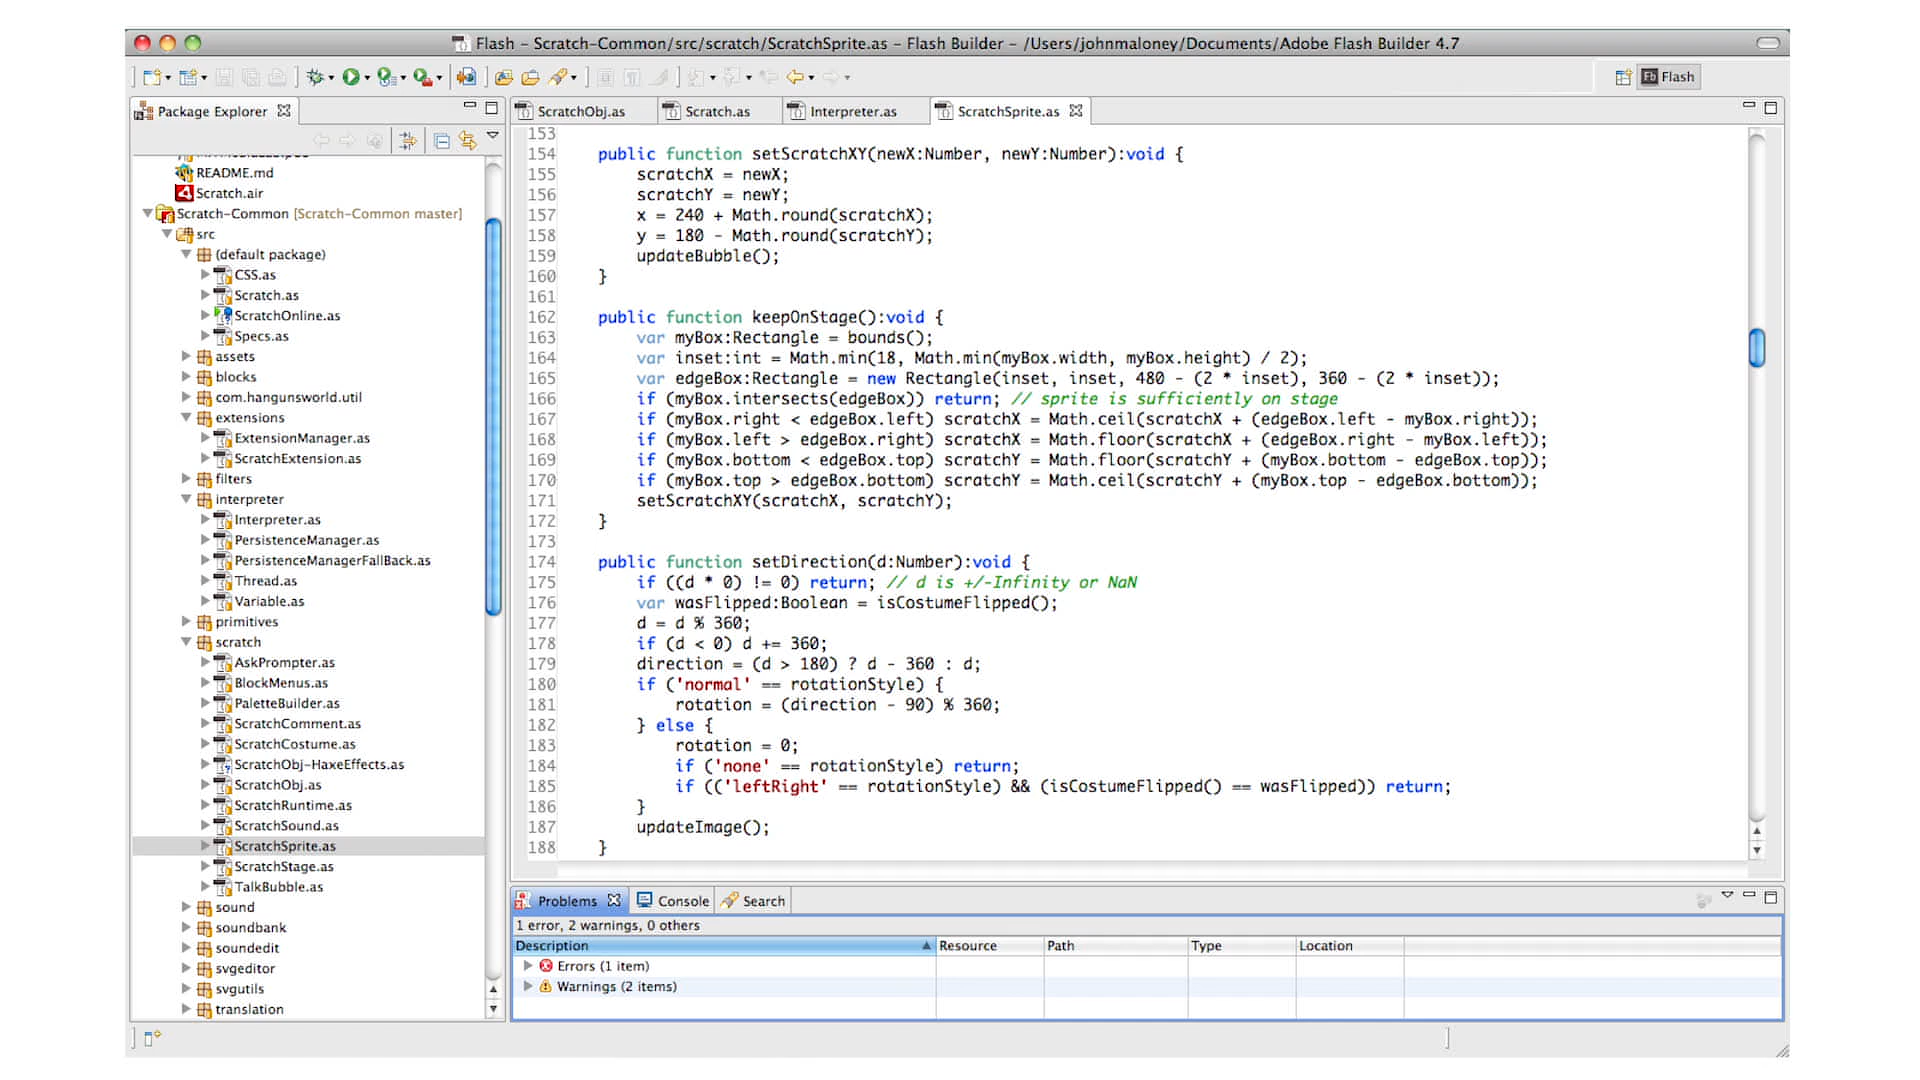 Flash – Scratch-Common/src/scratch/ScratchSprite.as – Flash Builder – /Users/johnmaloney/Documents/Adobe Flash Builder 4.7
Fb Flash
Package Explorer
README.md
Scratch.air
Scratch-Common [Scratch-Common master]
src
(default package)
CSS.as
Scratch.as
ScratchOnline.as
Specs.as
assets
blocks
com.hangunsworld.util
extensions
ExtensionManager.as
ScratchExtension.as
filters
interpreter
Interpreter.as
PersistenceManager.as
PersistenceManagerFallBack.as
Thread.as
Variable.as
primitives
scratch
AskPrompter.as
BlockMenus.as
PaletteBuilder.as
ScratchComment.as
ScratchCostume.as
ScratchObj-HaxeEffects.as
ScratchObj.as
ScratchRuntime.as
ScratchSound.as
ScratchSprite.as
ScratchStage.as
TalkBubble.as
sound
soundbank
soundedit
svgeditor
svgutils
translation
ScratchObj.as Scratch.as Interpreter.as ScratchSprite.as
153
154 public function setScratchXY(newX:Number, newY:Number):void {
155 scratchX = newX;
156 scratchY = newY;
157 x = 240 + Math.round(scratchX);
158 y = 180 - Math.round(scratchY);
159 updateBubble();
160 }
161
162 public function keepOnStage():void {
163 var myBox:Rectangle = bounds();
164 var inset:int = Math.min(18, Math.min(myBox.width, myBox.height) / 2);
165 var edgeBox:Rectangle = new Rectangle(inset, inset, 480 - (2 * inset), 360 - (2 * inset));
166 if (myBox.intersects(edgeBox)) return; // sprite is sufficiently on stage
167 if (myBox.right < edgeBox.left) scratchX = Math.ceil(scratchX + (edgeBox.left - myBox.right));
168 if (myBox.left > edgeBox.right) scratchX = Math.floor(scratchX + (edgeBox.right - myBox.left));
169 if (myBox.bottom < edgeBox.top) scratchY = Math.floor(scratchY + (myBox.bottom - edgeBox.top));
170 if (myBox.top > edgeBox.bottom) scratchY = Math.ceil(scratchY + (myBox.top - edgeBox.bottom));
171 setScratchXY(scratchX, scratchY);
172 }
173
174 public function setDirection(d:Number):void {
175 if ((d * 0) != 0) return; // d is +/-Infinity or NaN
176 var wasFlipped:Boolean = isCostumeFlipped();
177 d = d % 360;
178 if (d < 0) d += 360;
179 direction = (d > 180) ? d - 360 : d;
180 if ('normal' == rotationStyle) {
181 rotation = (direction - 90) % 360;
182 } else {
183 rotation = 0;
184 if ('none' == rotationStyle) return;
185 if (('leftRight' == rotationStyle) && (isCostumeFlipped() == wasFlipped)) return;
186 }
187 updateImage();
188 }
Problems Console Search
1 error, 2 warnings, 0 others
Description Resource Path Type Location
Errors (1 item)
Warnings (2 items)